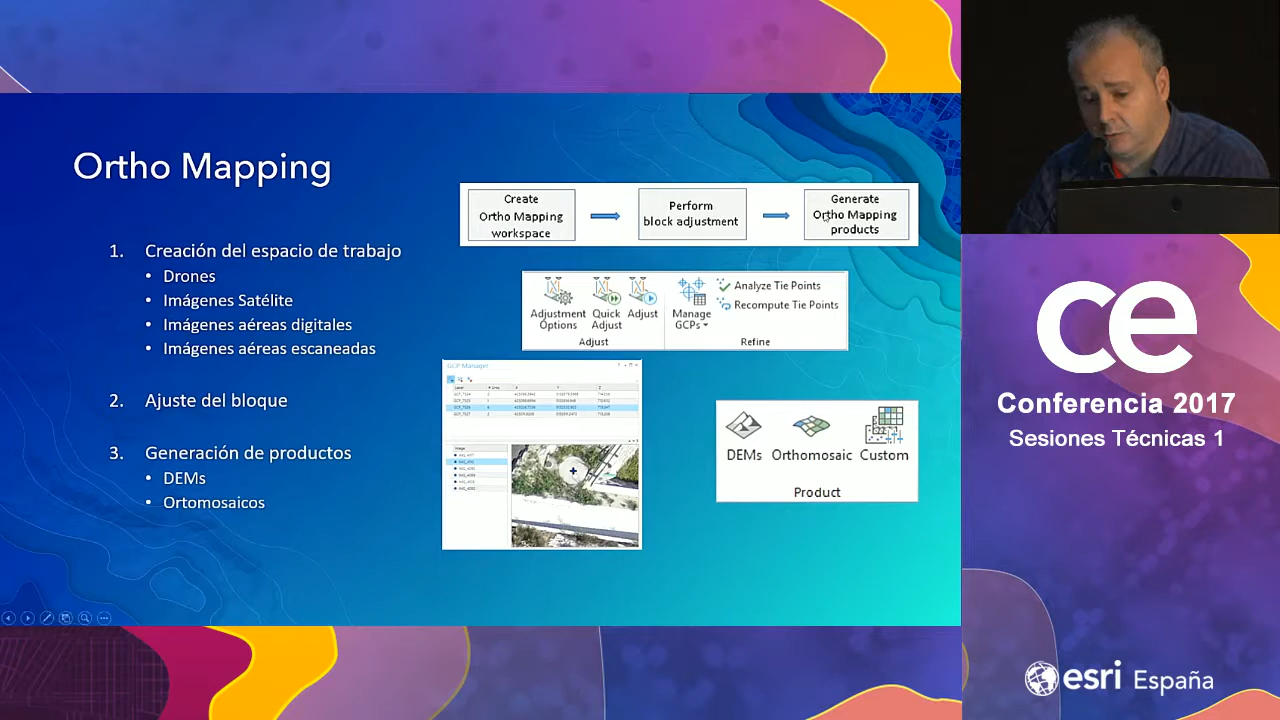 Ortho Mapping
1. Creación del espacio de trabajo
• Drones
• Imágenes Satélite
• Imágenes aéreas digitales
• Imágenes aéreas escaneadas
2. Ajuste del bloque
3. Generación de productos
• DEMs
• Ortomosaicos
Create
Ortho Mapping
workspace
Perform
block adjustment
Generate
Ortho Mapping
products
Adjustment
Options
Quick
Adjust
Adjust
Adjust
Manage
GCPs
Analyze Tie Points
Recompute Tie Points
Refine
GCP Manager
DEMs
Orthomosaic
Custom
Product
ce
Conferencia 2017
Sesiones Técnicas 1
esri España